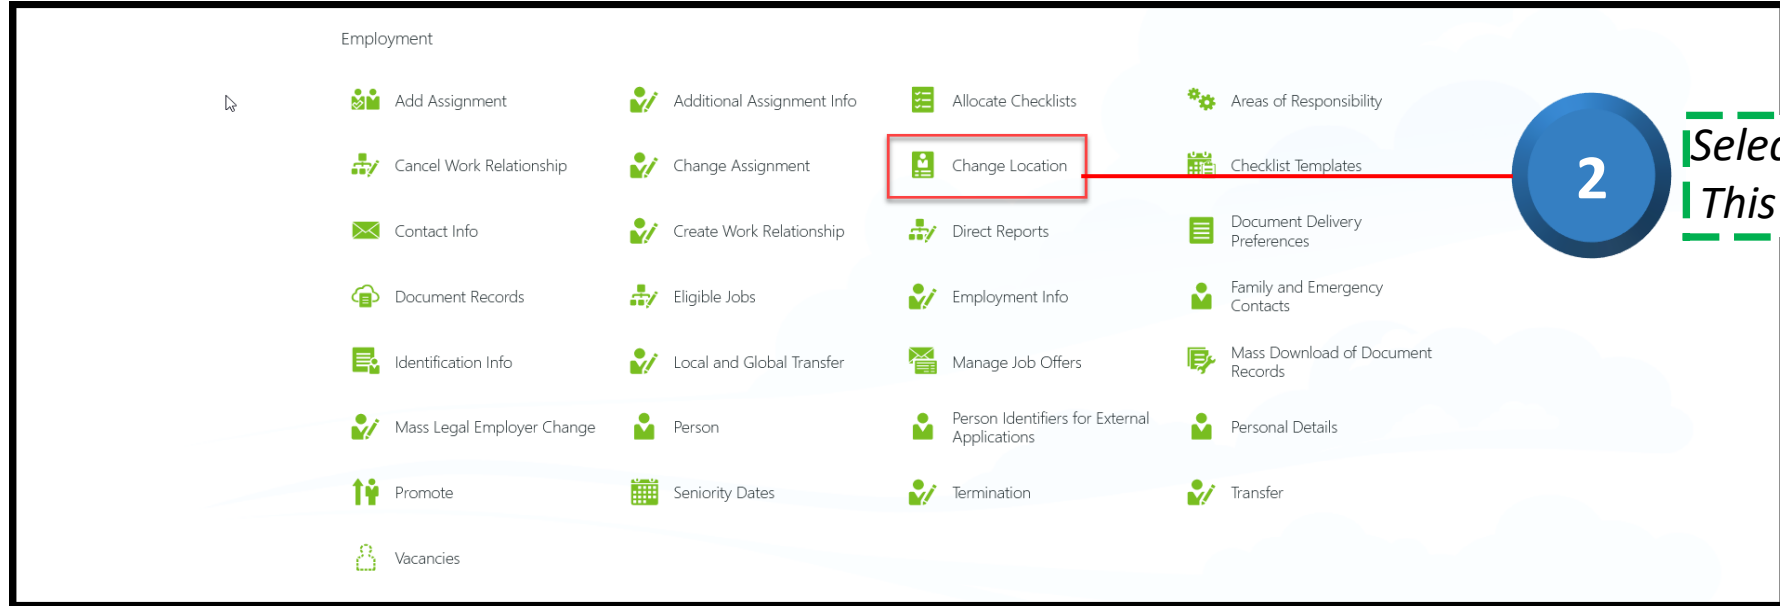 Employment
Add Assignment
Additional Assignment Info
Allocate Checklists
Areas of Responsibility
Cancel Work Relationship
Change Assignment
Change Location
Checklist Templates
2
This
Contact Info
Create Work Relationship
Direct Reports
Document Delivery
Preferences
Document Records
Eligible Jobs
Employment Info
Family and Emergency
Contacts
Identification Info
Local and Global Transfer
Manage Job Offers
Mass Download of Document
Records
Mass Legal Employer Change
Person
Person Identifiers for External
Applications
Personal Details
Promote
Seniority Dates
Termination
Transfer
Vacancies